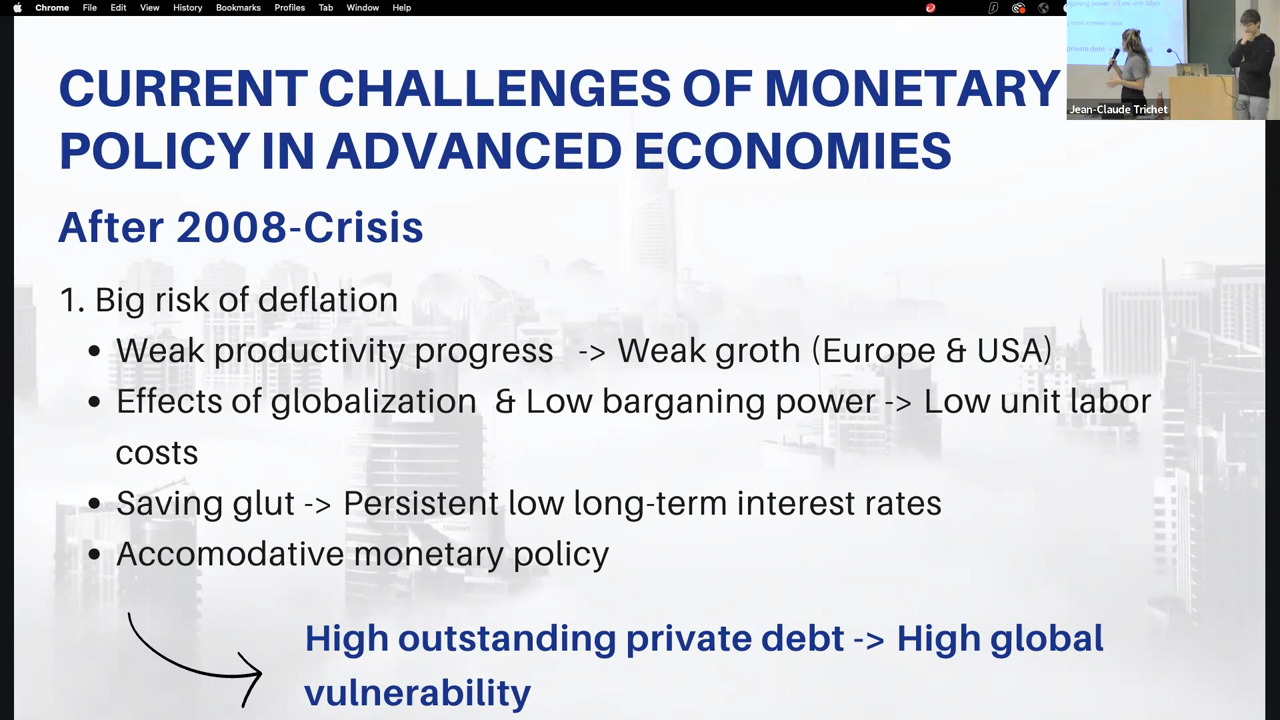 Chrome File Edit View History Bookmarks Profiles Tab Window Help
CURRENT CHALLENGES OF MONETARY
POLICY IN ADVANCED ECONOMIES
Jean-Claude Trichet
After 2008-Crisis
1. Big risk of deflation
• Weak productivity progress -> Weak groth (Europe & USA)
• Effects of globalization & Low barganing power -> Low unit labor
costs
• Saving glut -> Persistent low long-term interest rates
• Accomodative monetary policy
High outstanding private debt -> High global
vulnerability